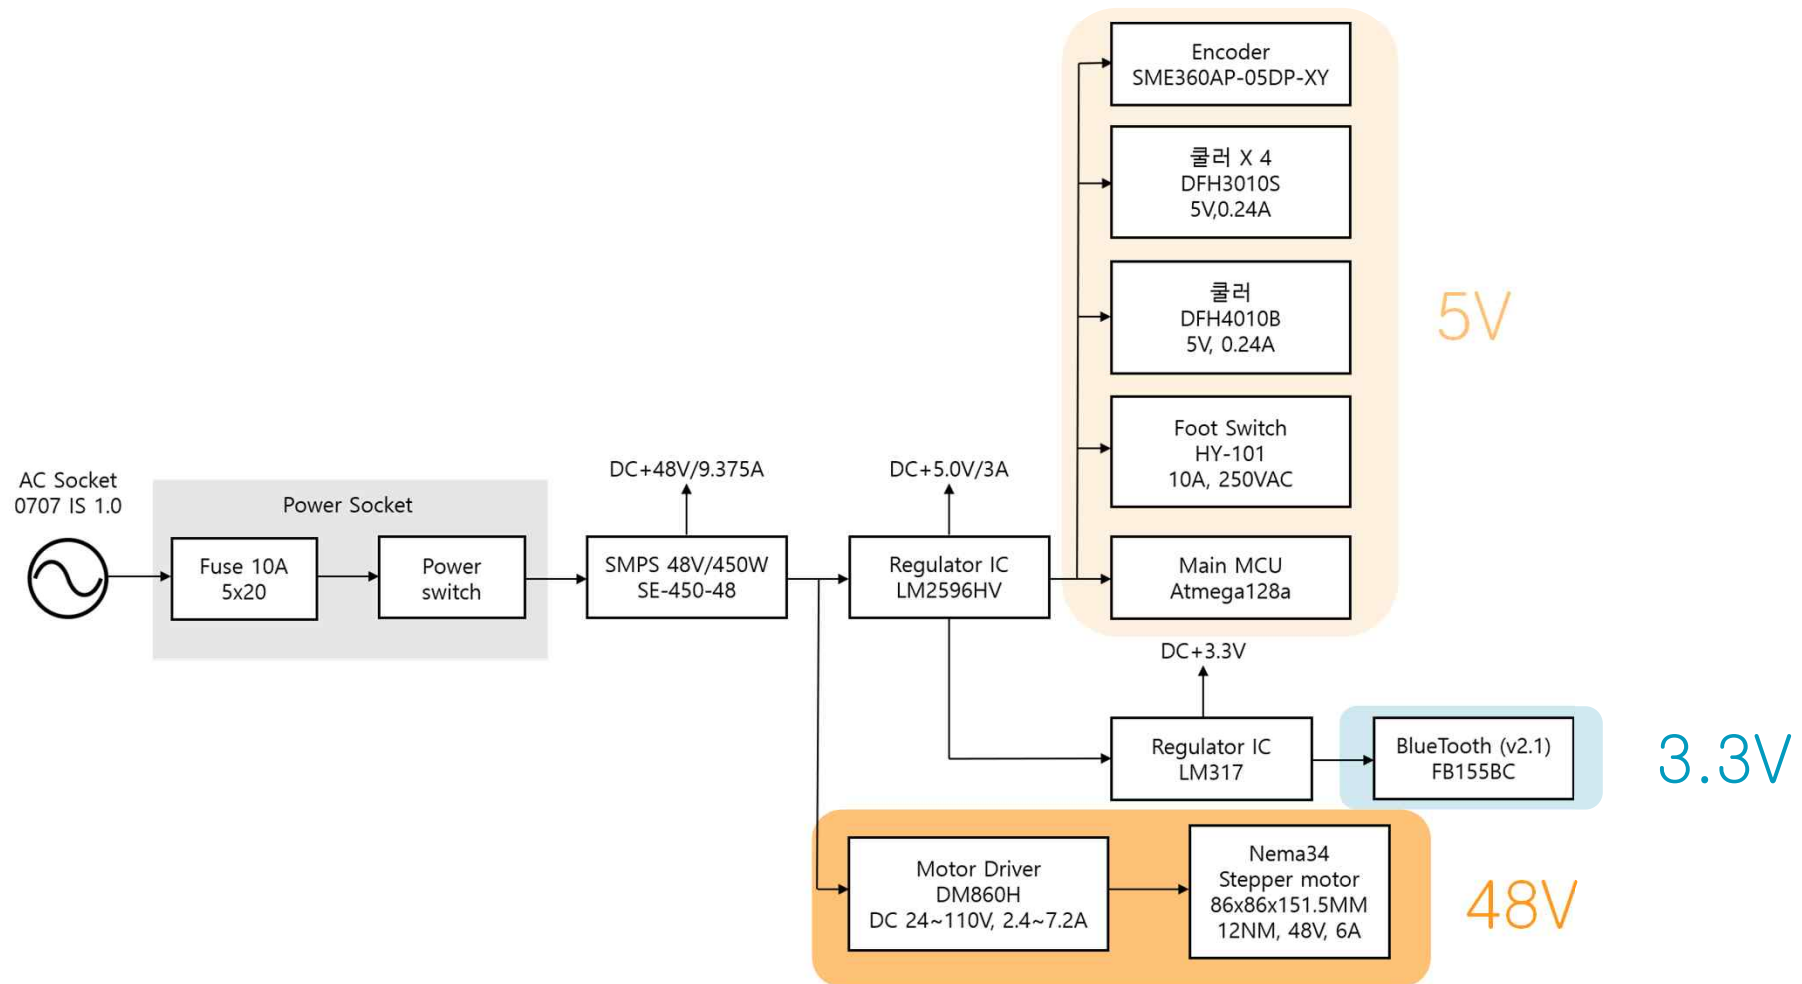 Encoder
SME360AP-05DP-XY
쿨러 X 4
DFH3010S
5V,0.24A
쿨러
DFH4010B
5V, 0.24A
5V
Foot Switch
HY-101
10A, 250VAC
AC Socket
0707 IS 1.0
Power Socket
Fuse 10A
5x20
Power
switch
DC+48V/9.375A
SMPS 48V/450W
SE-450-48
DC+5.0V/3A
Regulator IC
LM2596HV
Main MCU
Atmega128a
DC+3.3V
Regulator IC
LM317
BlueTooth (v2.1)
FB155BC
3.3V
Motor Driver
DM860H
DC 24~110V, 2.4~7.2A
Nema34
Stepper motor
86x86x151.5MM
12NM, 48V, 6A
48V